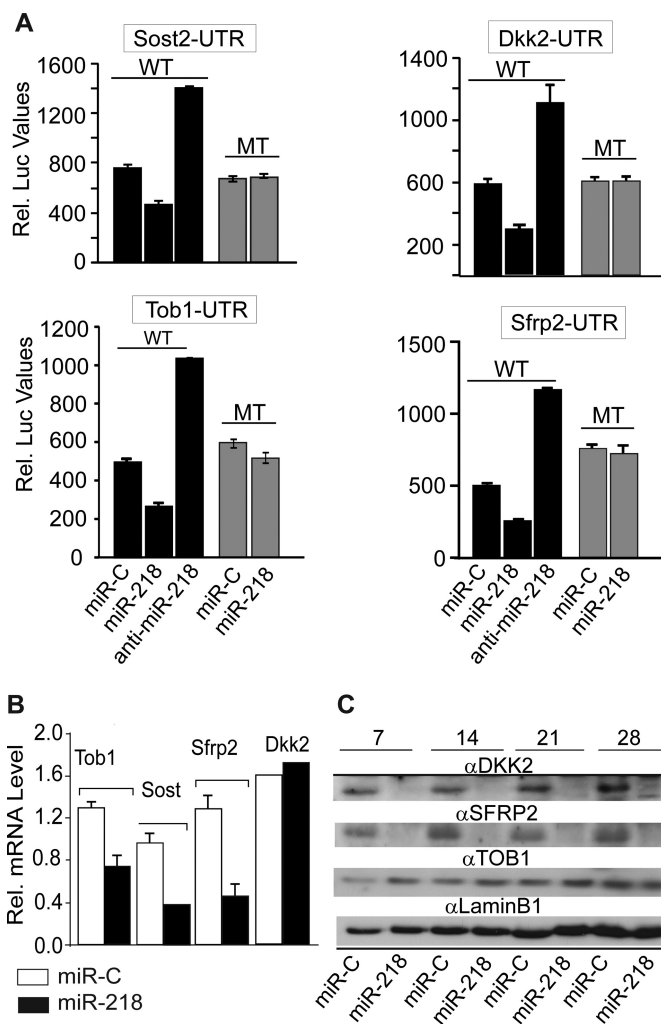 A
Sost2-UTR
1600
1200
800
400
0
Rel. Luc Values
WT
MT
Dkk2-UTR
1400
1000
600
200
WT
MT
Tob1-UTR
1200
1000
800
600
400
200
0
Rel. Luc Values
WT
MT
miR-C
miR-218
anti-miR-218
miR-C
miR-218
Sfrp2-UTR
1500
1000
500
0
WT
MT
miR-C
miR-218
anti-miR-218
miR-C
miR-218
B
2.0
1.6
1.2
0.8
0.4
0.0
Rel. mRNA Level
Tob1
Sost
Sfrp2
Dkk2
miR-C
miR-218
C
7 14 21 28
αDKK2
αSFRP2
αTOB1
αLaminB1
miR-C
miR-218
miR-C
miR-218
miR-C
miR-218
miR-C
miR-218